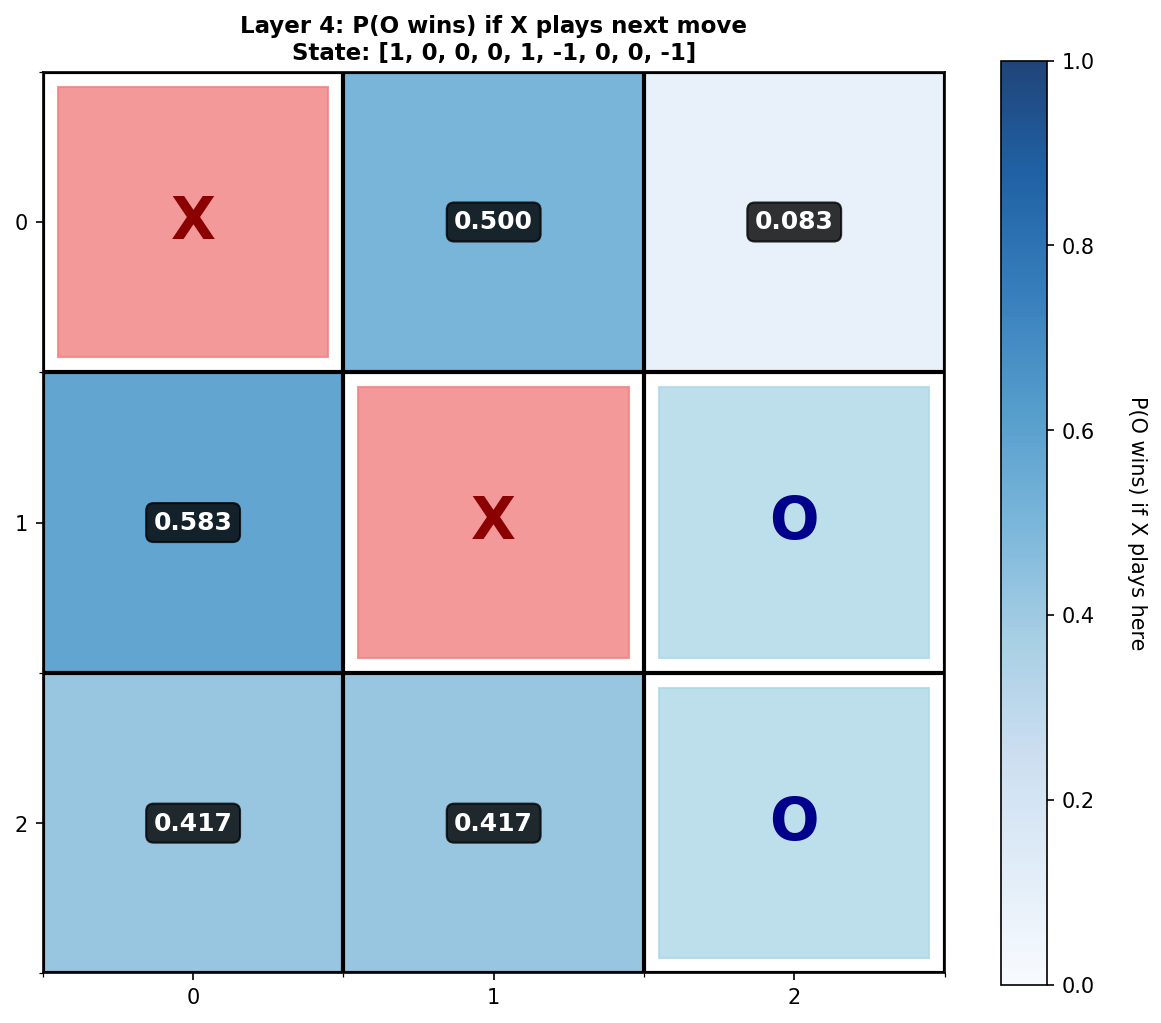 Layer 4: P(O wins) if X plays next move
State: [1, 0, 0, 0, 1, -1, 0, 0, -1]
0
X
0.500
0.083
1
0.583
X
O
2
0.417
0.417
O
0
1
2
1.0
0.8
0.6
0.4
0.2
0.0
P(O wins) if X plays here